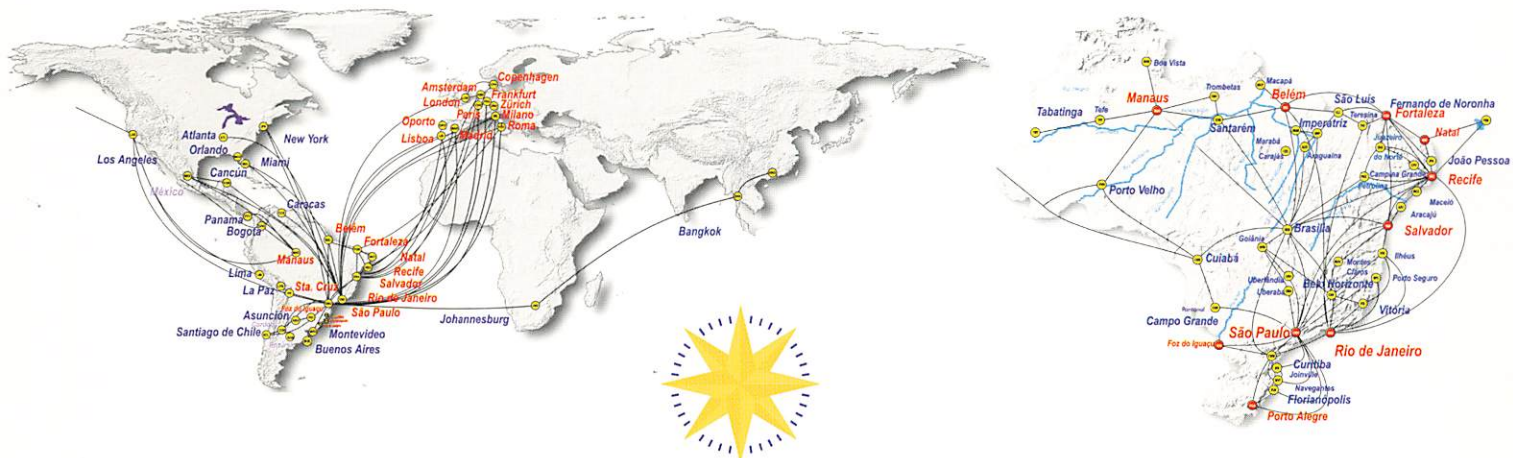 Copenhagen
Amsterdam
Frankfurt
London
Zürich
Paris
Milano
Oporto
Roma
Madrid
Lisboa
Atlanta
New York
Orlando
Los Angeles
Miami
Cancún
México
Caracas
Panamá
Bogotá
Bangkok
Belém
Fortaleza
Manaus
Natal
Recife
Lima
Sta. Cruz
Salvador
La Paz
Rio de Janeiro
Foz do Iguaçu
São Paulo
Asunción
Johannesburg
Santiago de Chile
Montevideo
Buenos Aires
Boa Vista
Trombetas
Macapá
Tabatinga
Tefé
Manaus
Belém
São Luis
Fernando de Noronha
Fortaleza
Santarém
Imperatriz
Teresina
Natal
Marabá
Juazeiro
do Norte
Carajás
Araguaina
João Pessoa
Campina Grande
Recife
Porto Velho
Petrolina
Maceió
Aracajú
Brasília
Salvador
Goiânia
Cuiabá
Montes
Claros
Ilhéus
Uberlândia
Porto Seguro
Uberaba
Belo Horizonte
Vitória
Campo Grande
São Paulo
Foz do Iguaçu
Rio de Janeiro
Curitiba
Joinville
Navegantes
Florianópolis
Porto Alegre